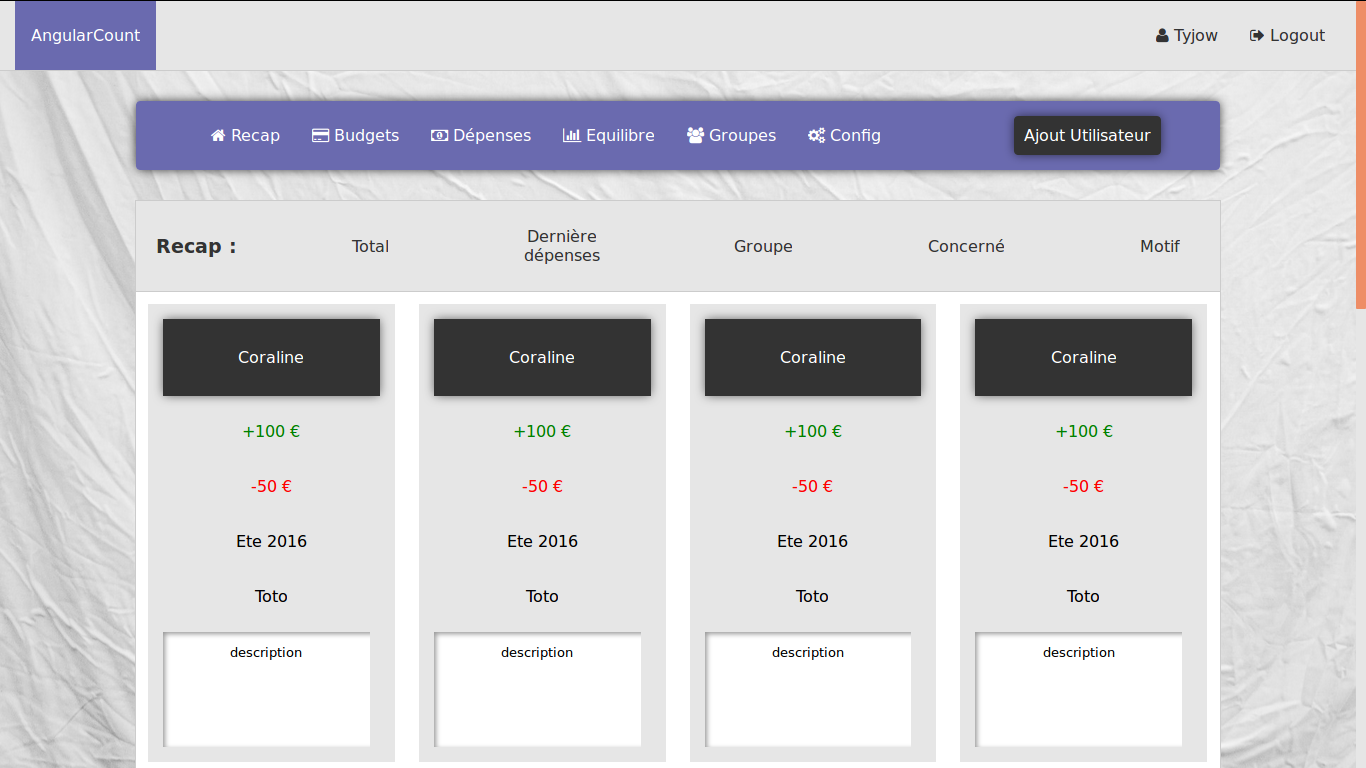 AngularCount
Tyjow
Logout
Recap
Budgets
Dépenses
Equilibre
Groupes
Config
Ajout Utilisateur
Recap :
Total
Dernière
dépenses
Groupe
Concerné
Motif
Coraline
+100 €
-50 €
Ete 2016
Toto
description
Coraline
+100 €
-50 €
Ete 2016
Toto
description
Coraline
+100 €
-50 €
Ete 2016
Toto
description
Coraline
+100 €
-50 €
Ete 2016
Toto
description